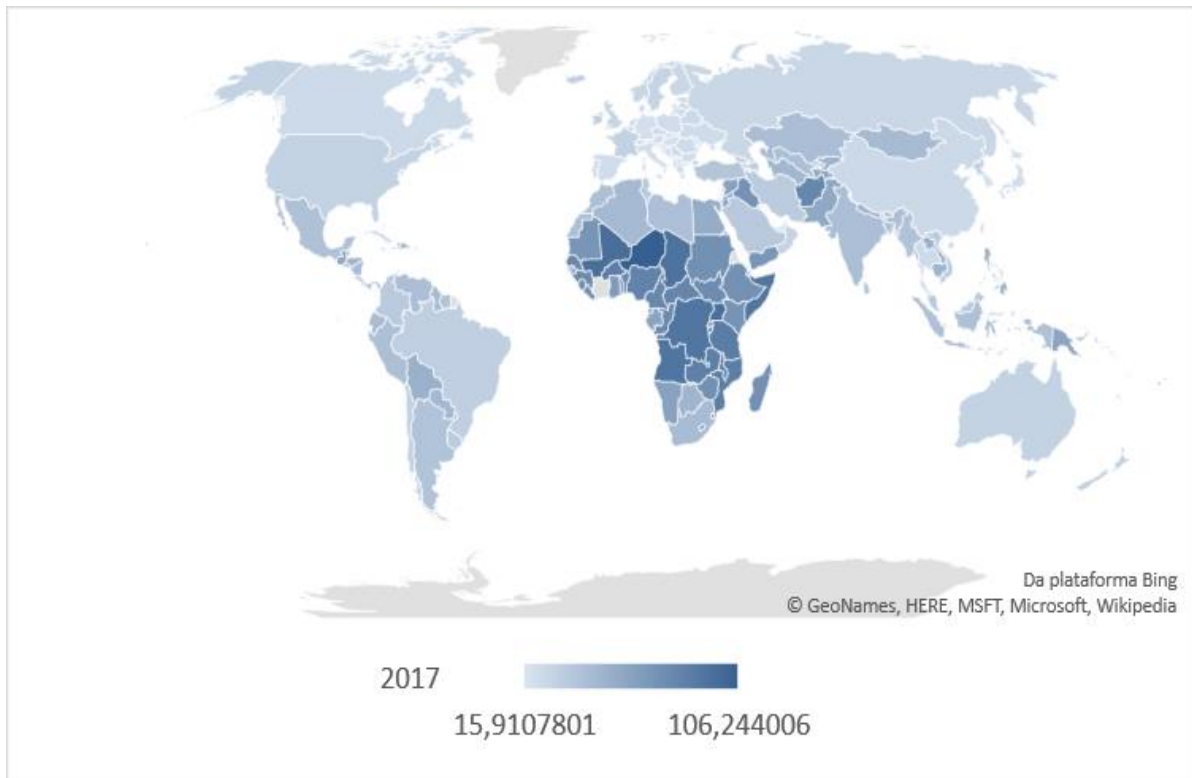 Da plataforma Bing
© GeoNames, HERE, MSFT, Microsoft, Wikipedia
2017
15,9107801
106,244006